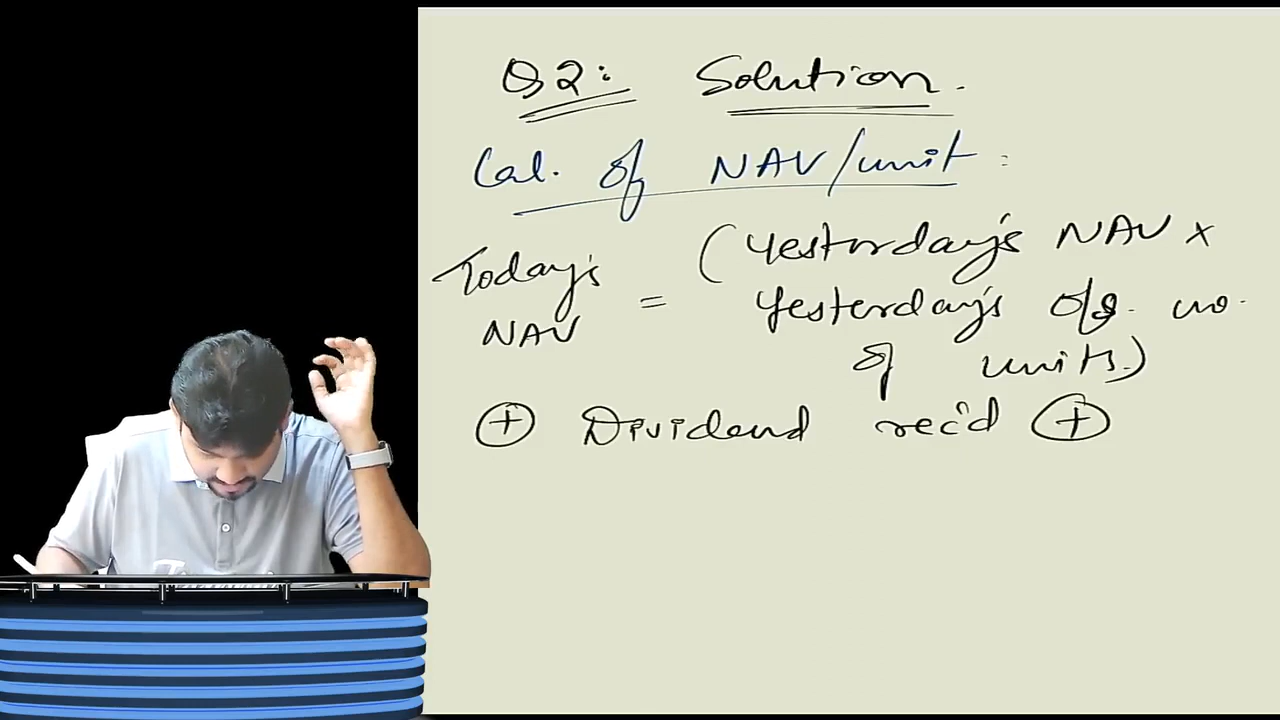 Q2: Solution.
Cal. of NAV/unit:
Today's NAV = (Yesterday's NAV x
Yesterday's o/s. no.
of units.)
⊕ Dividend rec'd ⊕